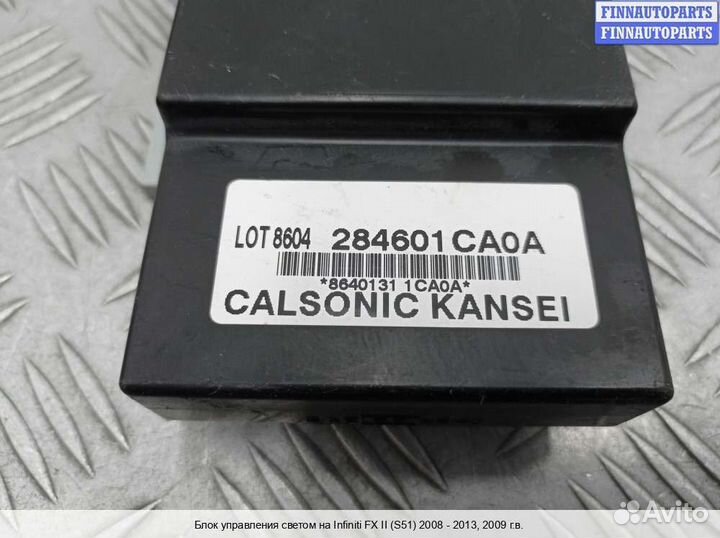 FINNAUTOPARTS
FINNAUTOPARTS
LOT 8604 284601CA0A
*8640131 1CA0A*
CALSONIC KANSEI
Avito
Блок управления светом на Infiniti FX II (S51) 2008 - 2013, 2009 г.в.